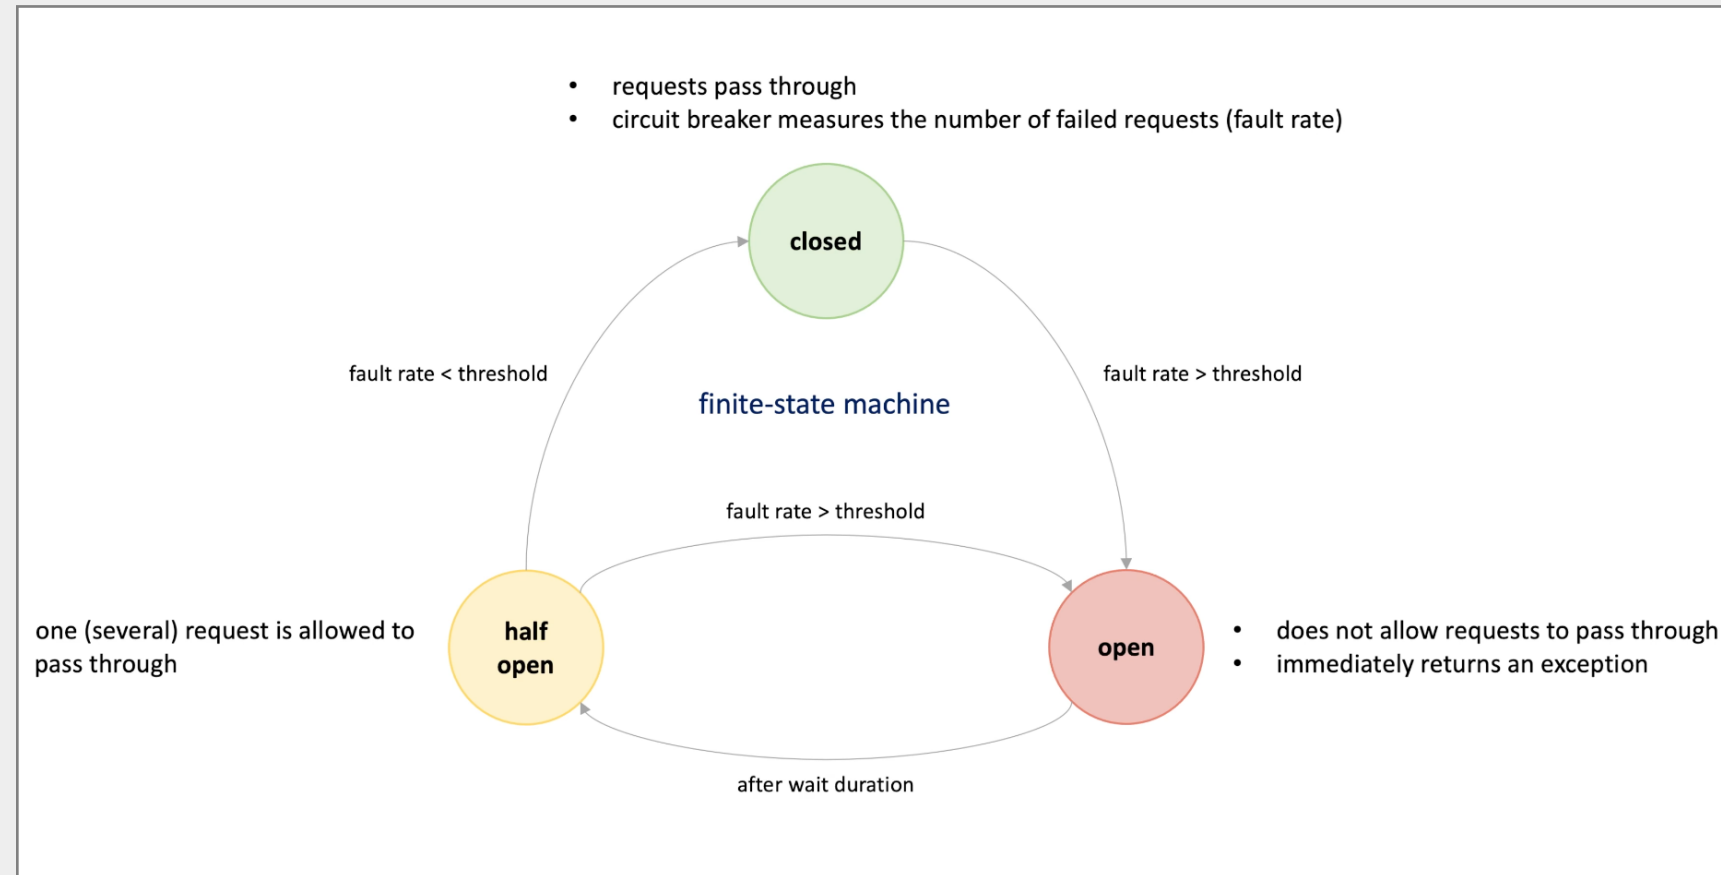 • requests pass through
• circuit breaker measures the number of failed requests (fault rate)
closed
fault rate < threshold
fault rate > threshold
finite-state machine
fault rate > threshold
one (several) request is allowed to
pass through
half
open
open
• does not allow requests to pass through
• immediately returns an exception
after wait duration